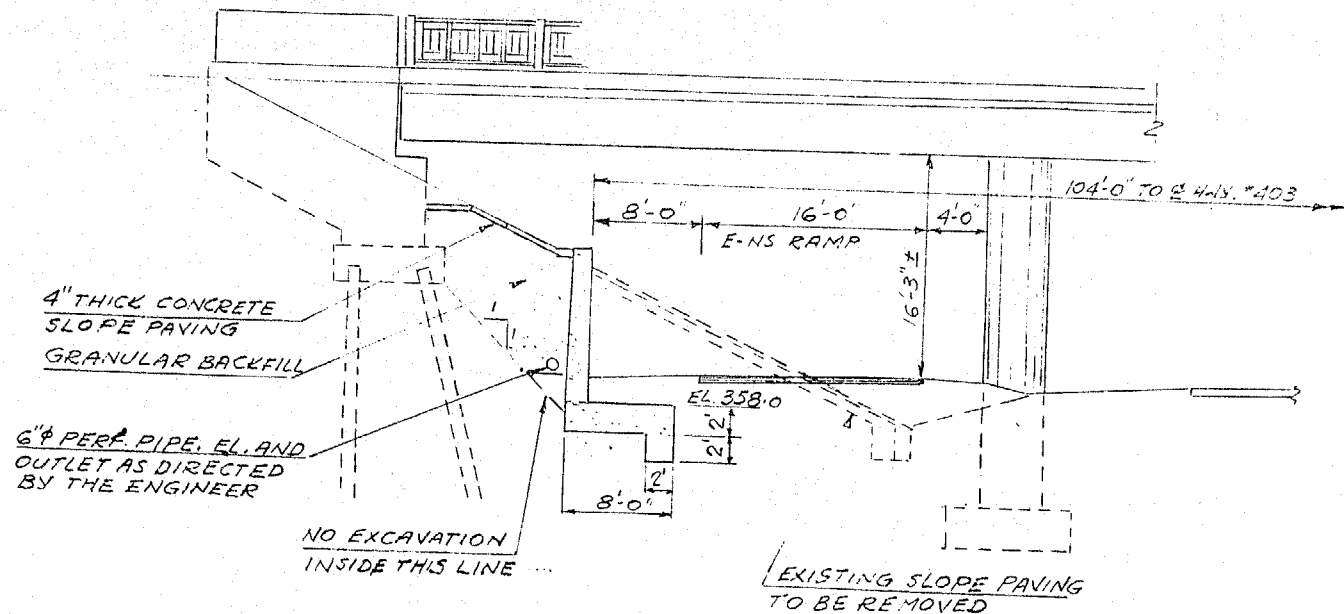 104'-0" TO ℄ HWY. #403
8'-0"
16'-0"
4'-0"
E-NS RAMP
16'-3" ±
4" THICK CONCRETE
SLOPE PAVING
GRANULAR BACKFILL
1
1
EL 358.0
2'
2'
2'
8'-0"
6"ϕ PERF. PIPE. EL. AND
OUTLET AS DIRECTED
BY THE ENGINEER
NO EXCAVATION
INSIDE THIS LINE
EXISTING SLOPE PAVING
TO BE REMOVED